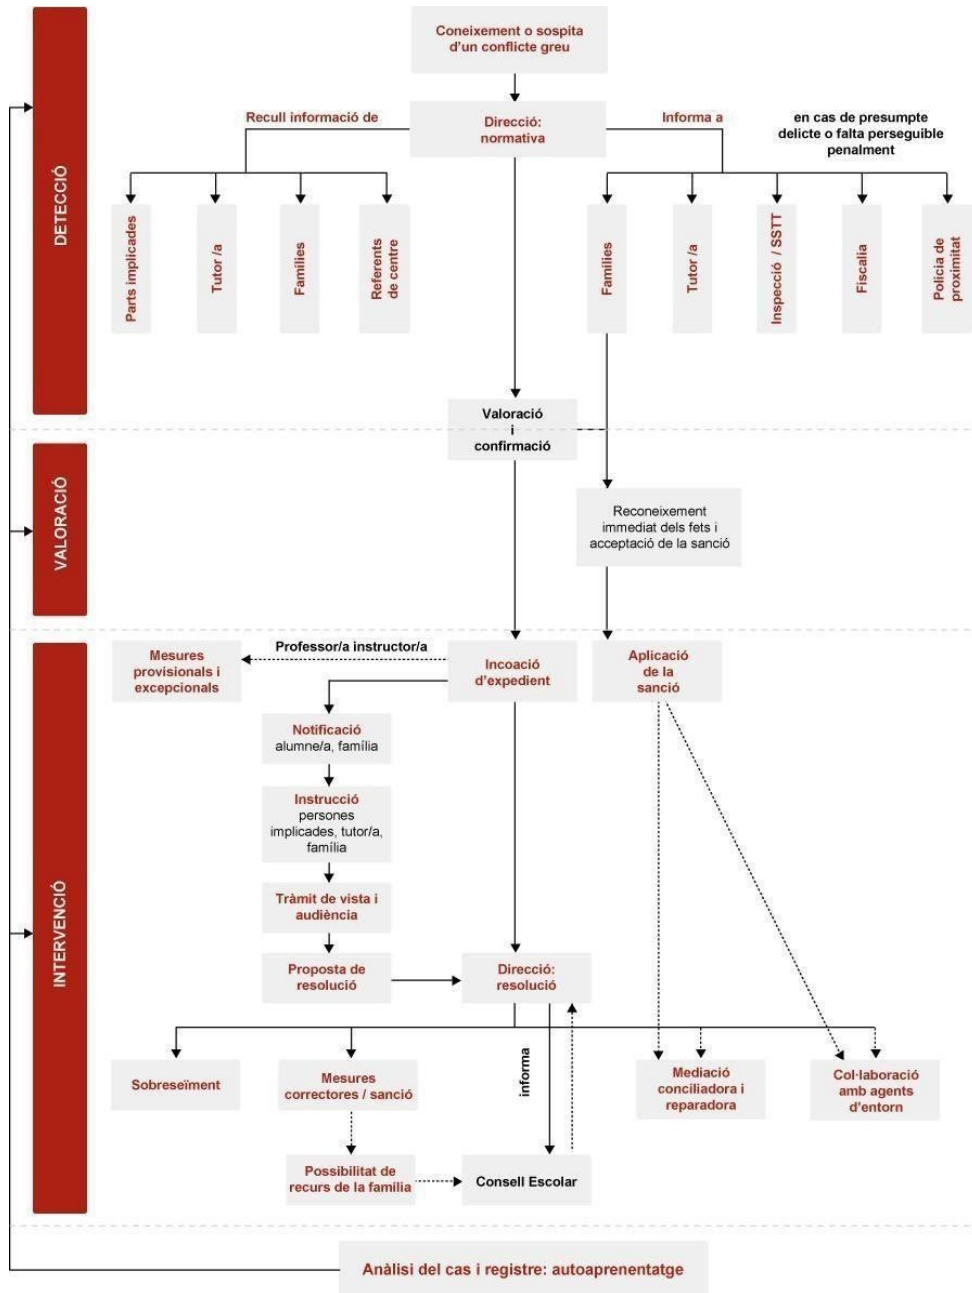 Coneixement o sospita
d'un conflicte greu
DETECCIÓ
Recull informació de
Direcció:
normativa
Informa a
en cas de presumpte
delicte o falta perseguible
penalment
Parts implicades
Tutor /a
Famílies
Referents
de centre
Famílies
Tutor /a
Inspecció / SSTT
Fiscalia
Policia de
proximitat
Valoració
i
confirmació
VALORACIÓ
Reconeixement
immediat dels fets i
acceptació de la sanció
INTERVENCIÓ
Mesures
provisionals i
excepcionals
Professor/a instructor/a
Incoació
d'expedient
Aplicació
de la
sanció
Notificació
alumne/a, família
Instrucció
persones
implicades, tutor/a,
família
Tràmit de vista i
audiència
Proposta de
resolució
Direcció:
resolució
informa
Sobreseïment
Mesures
correctores / sanció
Mediació
conciliadora i
reparadora
Col·laboració
amb agents
d'entorn
Possibilitat de
recurs de la família
Consell Escolar
Anàlisi del cas i registre: autoaprenentatge